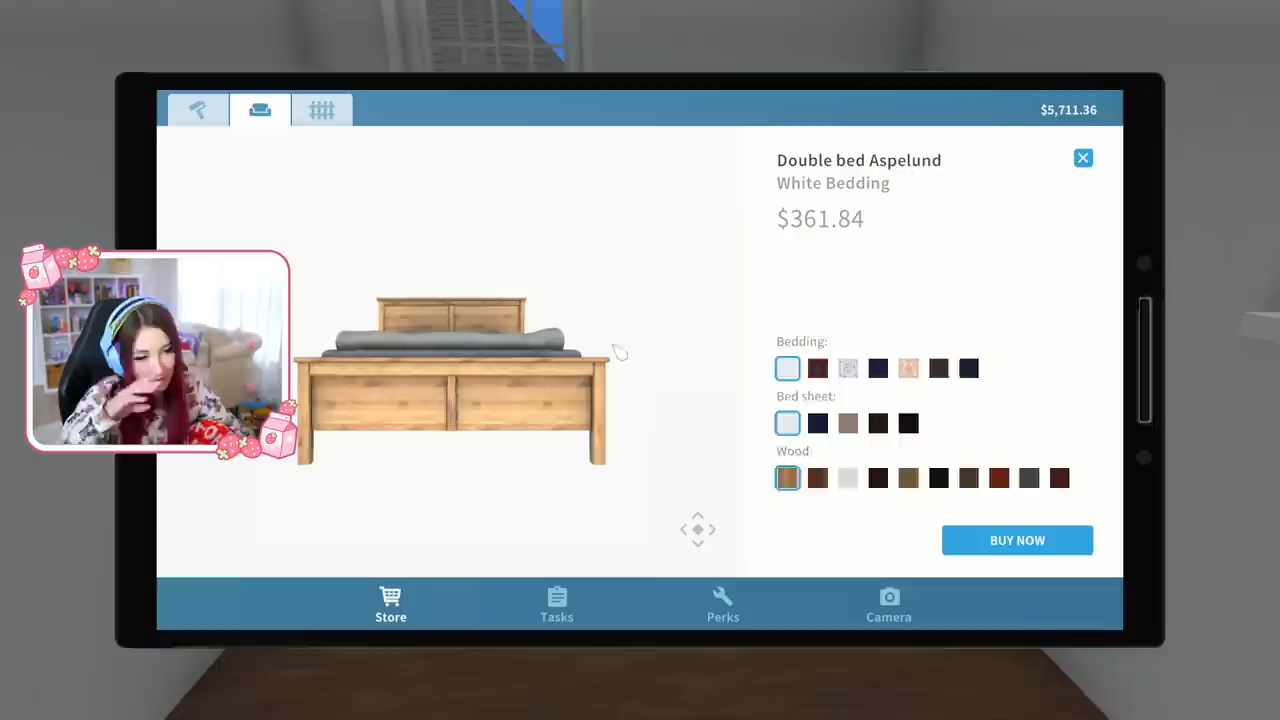 $5,711.36
Double bed Aspelund
White Bedding
$361.84
Bedding:
Bed sheet:
Wood
BUY NOW
Store
Tasks
Perks
Camera